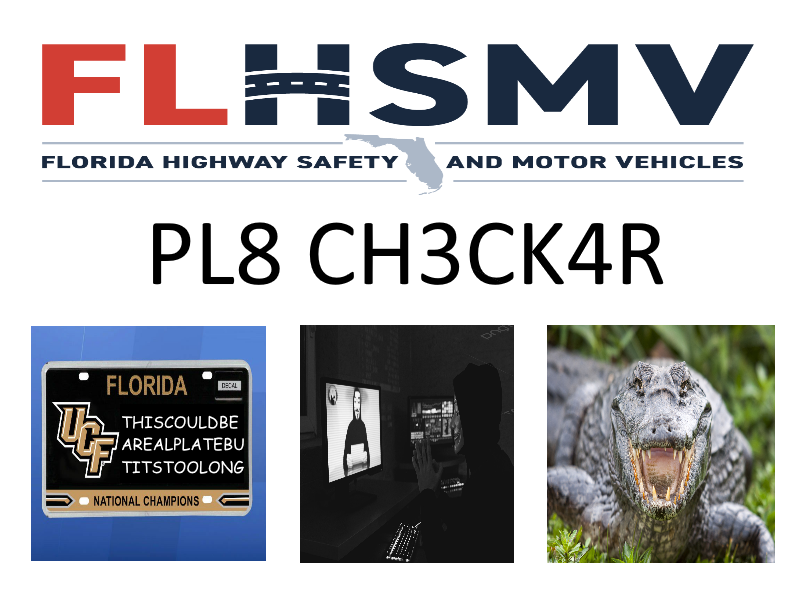 FLHSMV
FLORIDA HIGHWAY SAFETY AND MOTOR VEHICLES
PL8 CH3CK4R
FLORIDA
DECAL
UCF
THISCOULDBE
AREALPLATEBU
TITSTOOLONG
NATIONAL CHAMPIONS